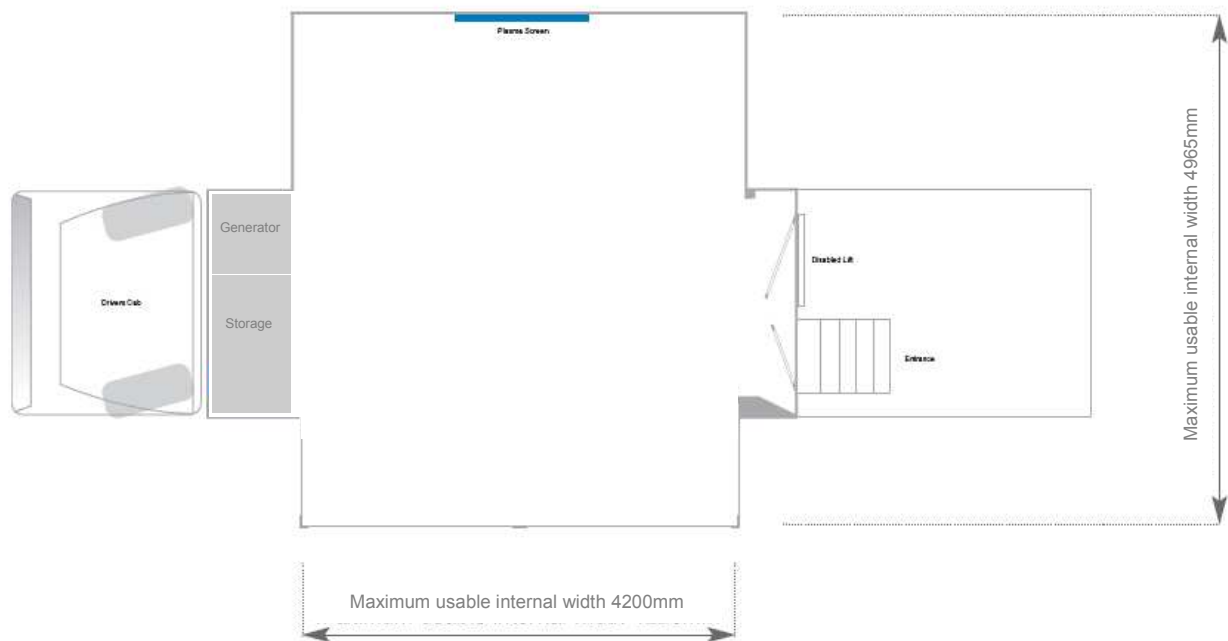 Plasma Screen
Maximum usable internal width 4965mm
Generator
Disabled Lift
Drivers Cab
Storage
Entrance
Maximum usable internal width 4200mm